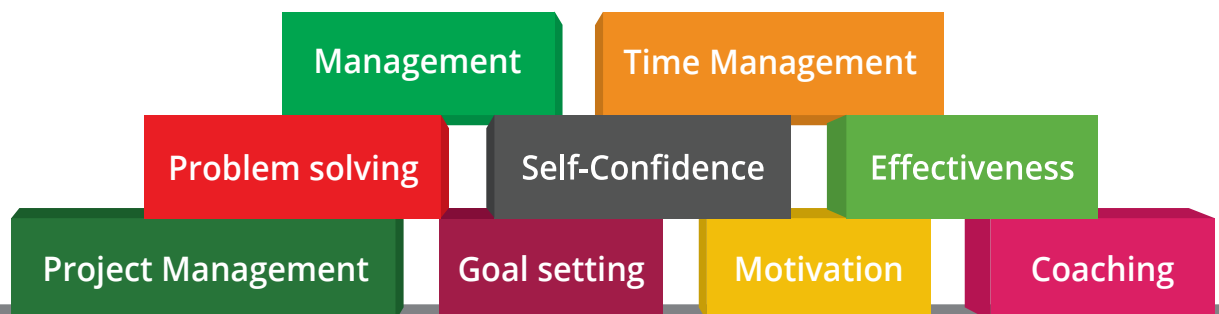 Management
Time Management
Problem solving
Self-Confidence
Effectiveness
Project Management
Goal setting
Motivation
Coaching